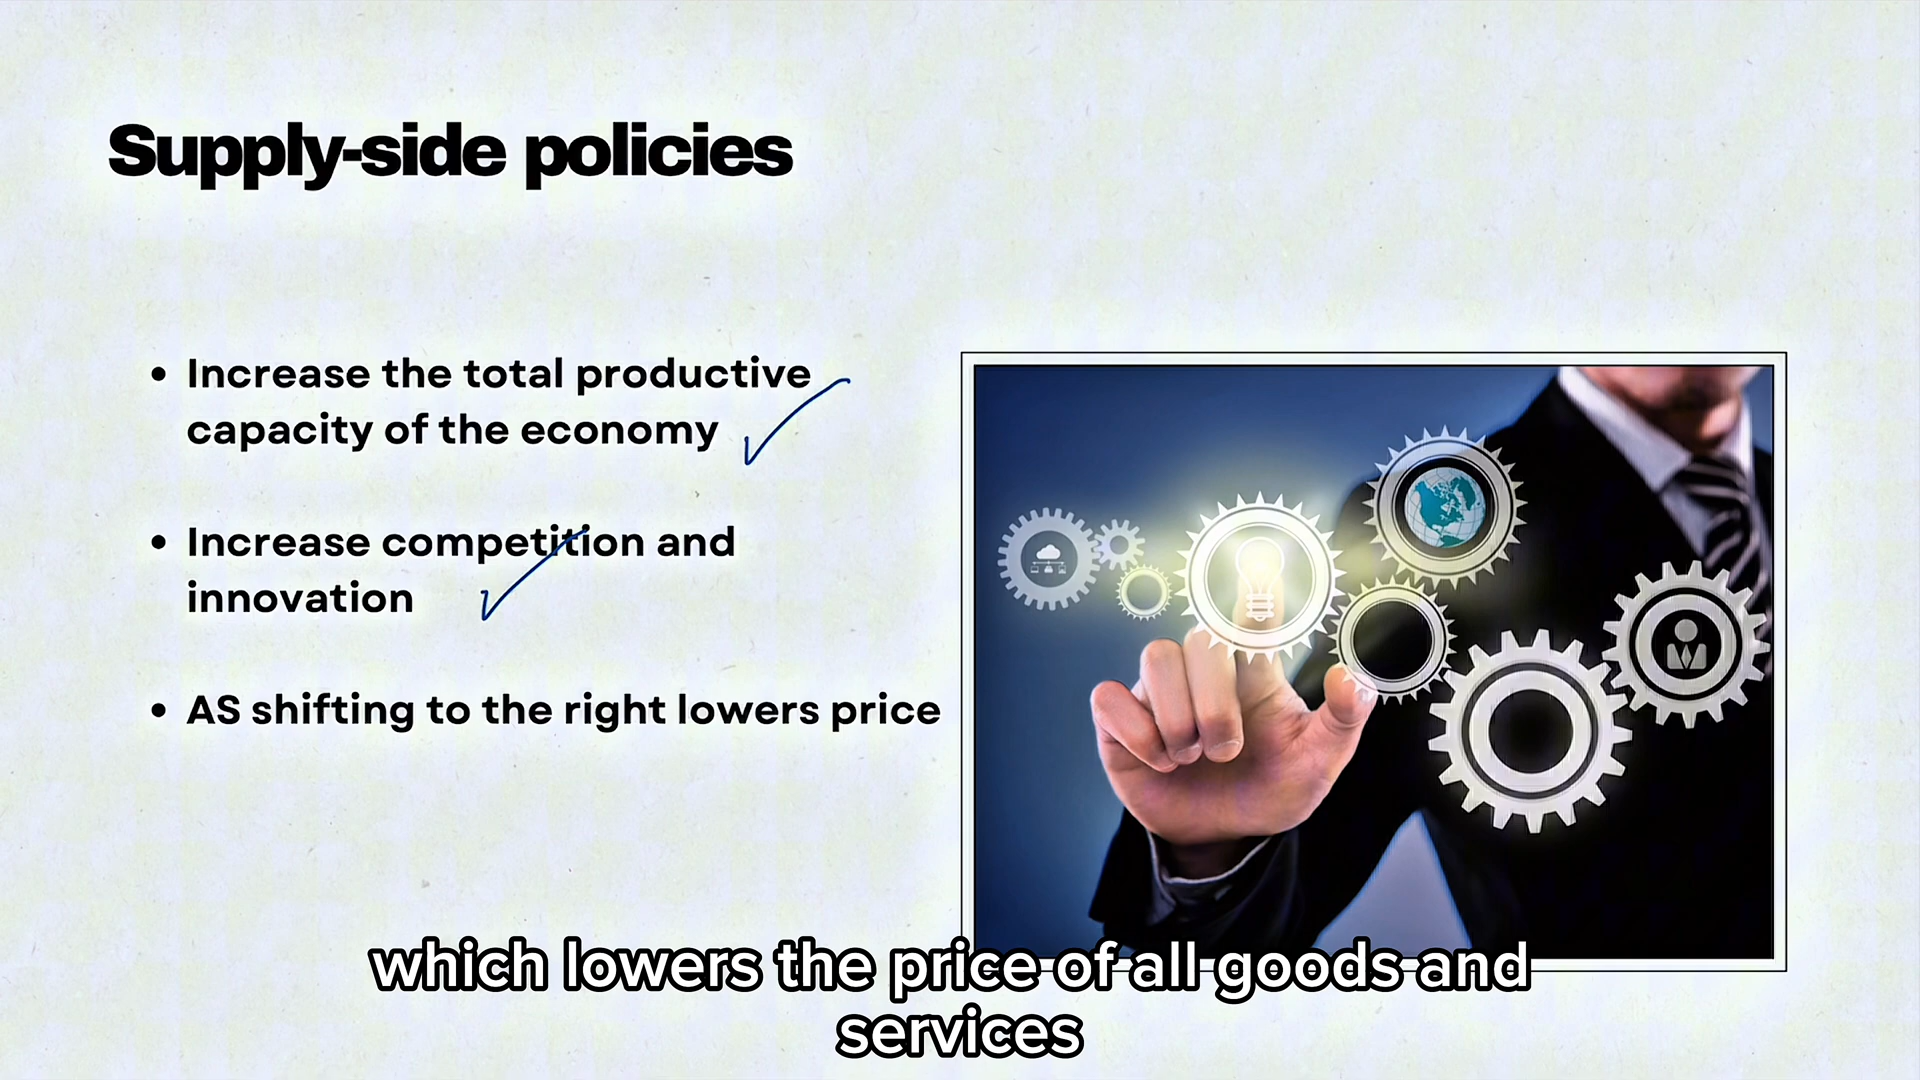 Supply-side policies
• Increase the total productive
capacity of the economy
• Increase competition and
innovation
• AS shifting to the right lowers price
which lowers the price of all goods and
services